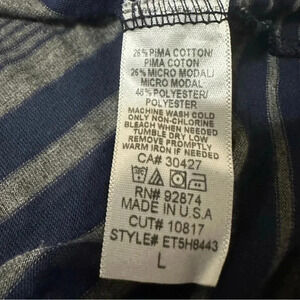 26% PIMA COTTON/
PIMA COTON
26% MICRO MODAL/
MICRO MODAL
48% POLYESTER/
POLYESTER
MACHINE WASH COLD
ONLY NON-CHLORINE
BLEACH WHEN NEEDED
TUMBLE DRY LOW
REMOVE PROMPTLY
WARM IRON IF NEEDED
CA# 30427
RN# 92874
MADE IN U.S.A
CUT# 10817
STYLE# ET5H8443
L